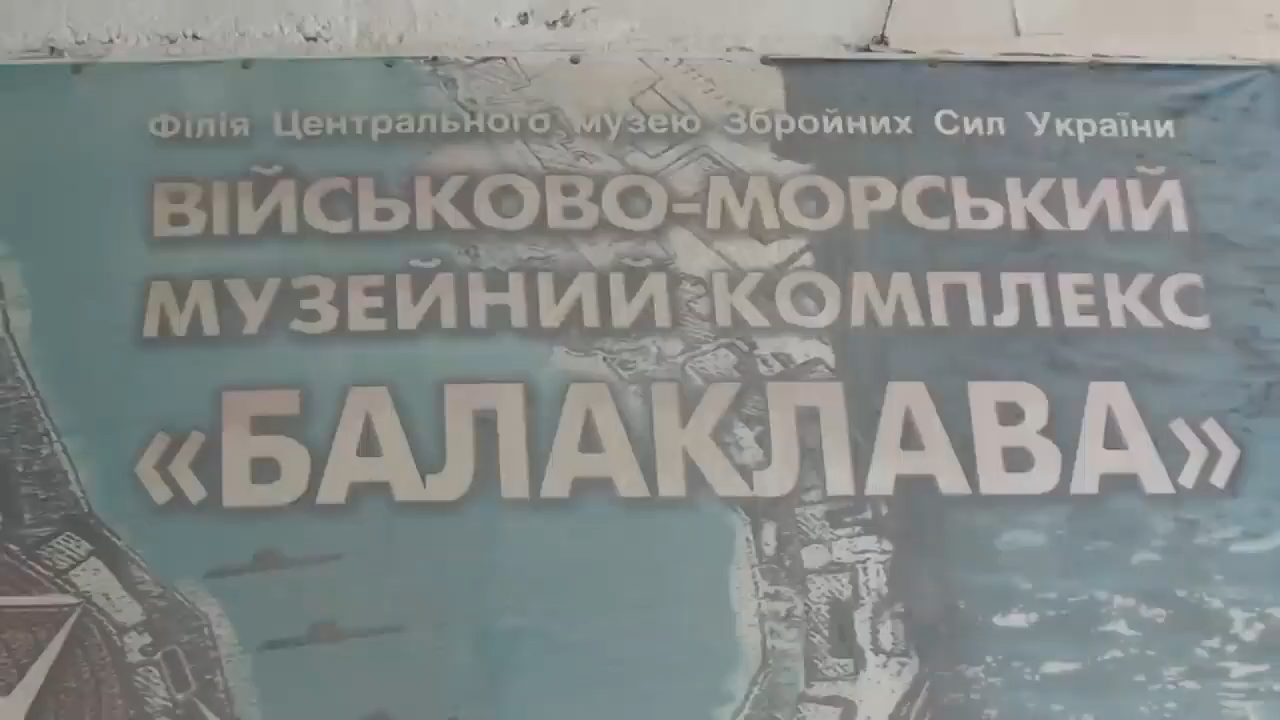 Філія Центрального музею Збройних Сил України
ВІЙСЬКОВО-МОРСЬКИЙ
МУЗЕЙНИЙ КОМПЛЕКС
«БАЛАКЛАВА»